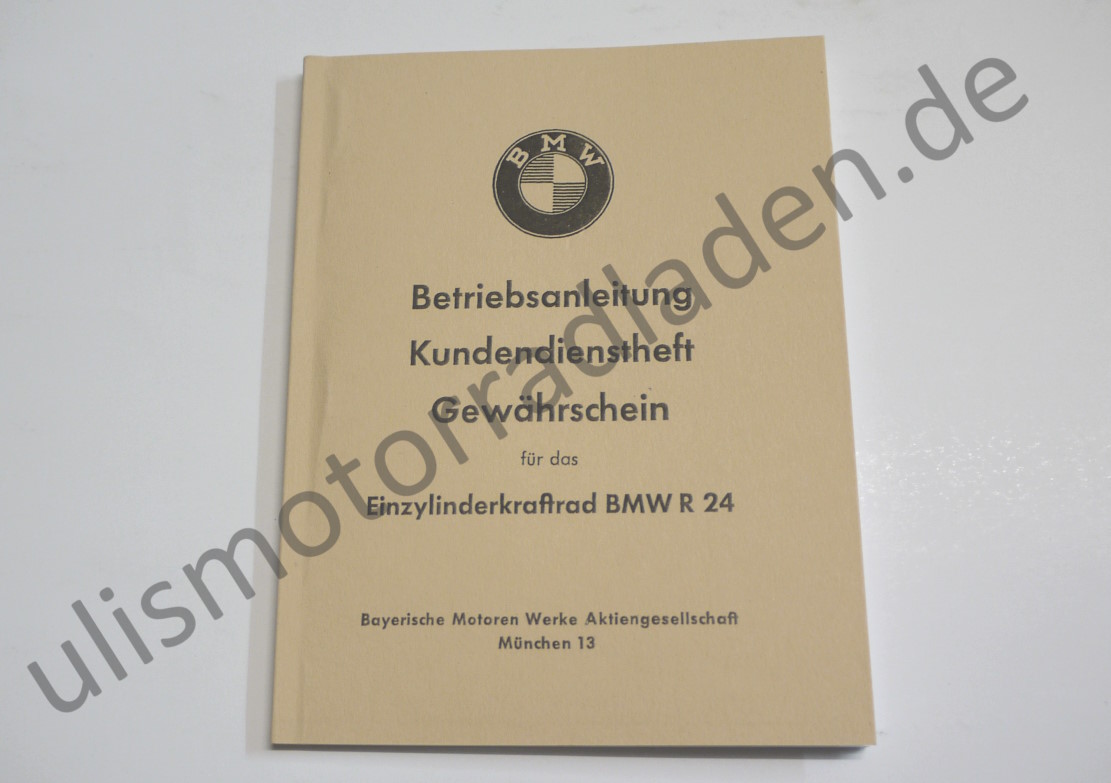 BMW
Betriebsanleitung
Kundendienstheft
Gewährschein
für das
Einzylinderkraftrad BMW R 24
Bayerische Motoren Werke Aktiengesellschaft
München 13
ulismotorradladen.de